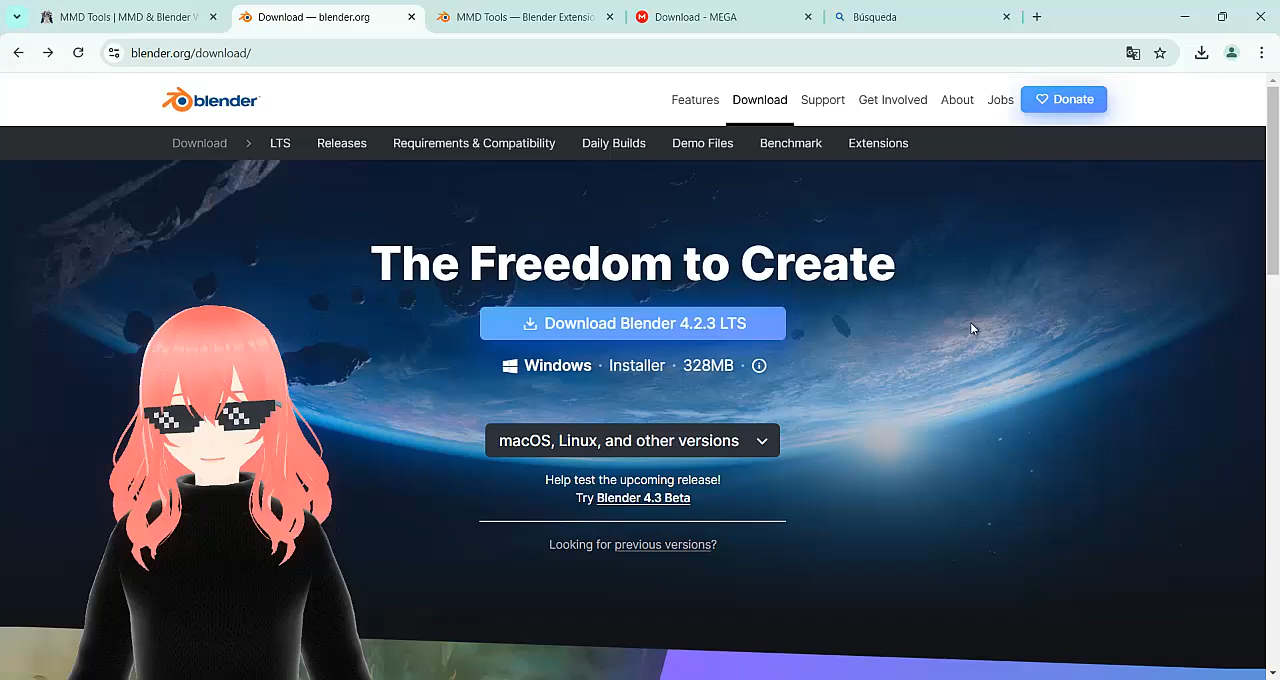 MMD Tools | MMD & Blender W
Download — blender.org
MMD Tools — Blender Extensio
Download - MEGA
Búsqueda
blender.org/download/
blender
Features
Download
Support
Get Involved
About
Jobs
Donate
Download
LTS
Releases
Requirements & Compatibility
Daily Builds
Demo Files
Benchmark
Extensions
The Freedom to Create
Download Blender 4.2.3 LTS
Windows · Installer · 328MB ·
macOS, Linux, and other versions
Help test the upcoming release!
Try Blender 4.3 Beta
Looking for previous versions?